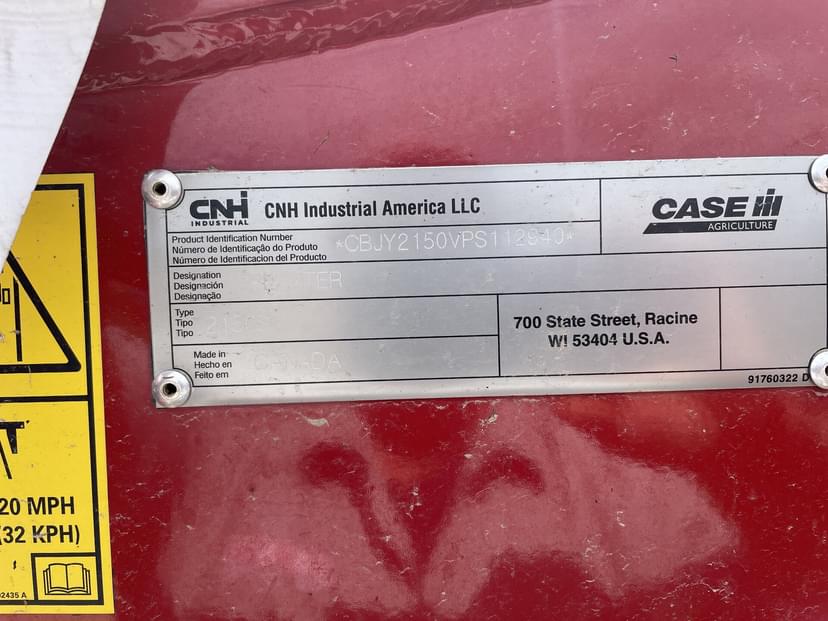 CNH
INDUSTRIAL
CNH Industrial America LLC
CASE IH
AGRICULTURE
Product Identification Number
Número de Identificação do Produto
Número de Identificacion del Producto
*CBJY2150VPS112940*
Designation
Designación
Designação
Type
Tipo
Tipo
2150
700 State Street, Racine
WI 53404 U.S.A.
Made in
Hecho en
Feito em
CANADA
91760322 D
20 MPH
(32 KPH)